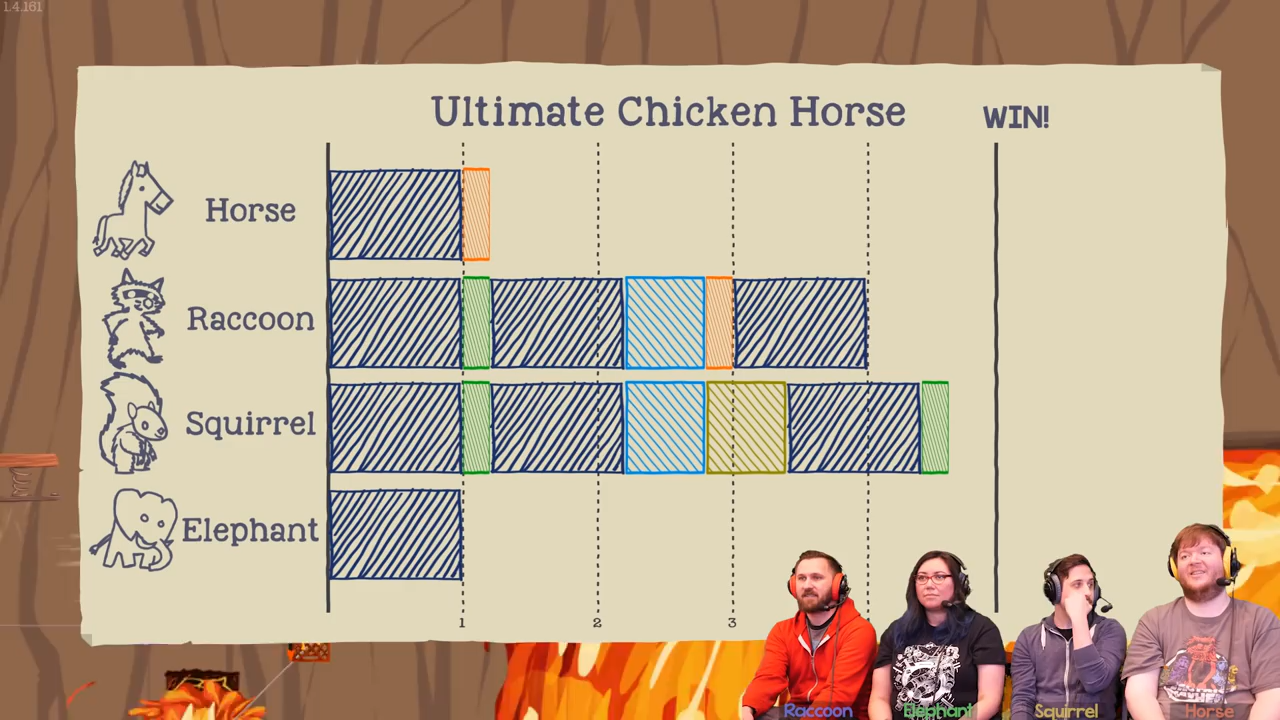 1.4.161
Ultimate Chicken Horse
WIN!
Horse
Raccoon
Squirrel
Elephant
1
2
3
Raccoon
Elephant
Squirrel
Horse